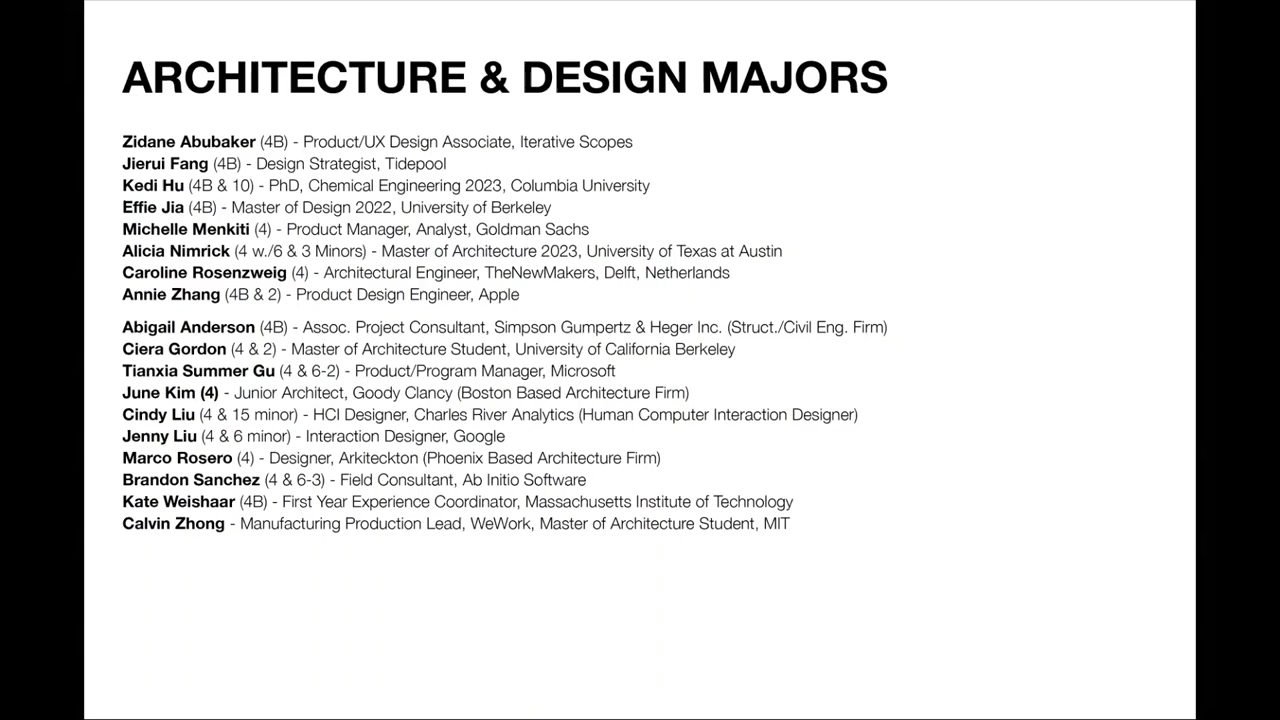 ARCHITECTURE & DESIGN MAJORS
Zidane Abubaker (4B) - Product/UX Design Associate, Iterative Scopes
Jierui Fang (4B) - Design Strategist, Tidepool
Kedi Hu (4B & 10) - PhD, Chemical Engineering 2023, Columbia University
Effie Jia (4B) - Master of Design 2022, University of Berkeley
Michelle Menkiti (4) - Product Manager, Analyst, Goldman Sachs
Alicia Nimrick (4 w./6 & 3 Minors) - Master of Architecture 2023, University of Texas at Austin
Caroline Rosenzweig (4) - Architectural Engineer, TheNewMakers, Delft, Netherlands
Annie Zhang (4B & 2) - Product Design Engineer, Apple
Abigail Anderson (4B) - Assoc. Project Consultant, Simpson Gumpertz & Heger Inc. (Struct./Civil Eng. Firm)
Ciera Gordon (4 & 2) - Master of Architecture Student, University of California Berkeley
Tianxia Summer Gu (4 & 6-2) - Product/Program Manager, Microsoft
June Kim (4) - Junior Architect, Goody Clancy (Boston Based Architecture Firm)
Cindy Liu (4 & 15 minor) - HCI Designer, Charles River Analytics (Human Computer Interaction Designer)
Jenny Liu (4 & 6 minor) - Interaction Designer, Google
Marco Rosero (4) - Designer, Arkiteckton (Phoenix Based Architecture Firm)
Brandon Sanchez (4 & 6-3) - Field Consultant, Ab Initio Software
Kate Weishaar (4B) - First Year Experience Coordinator, Massachusetts Institute of Technology
Calvin Zhong - Manufacturing Production Lead, WeWork, Master of Architecture Student, MIT